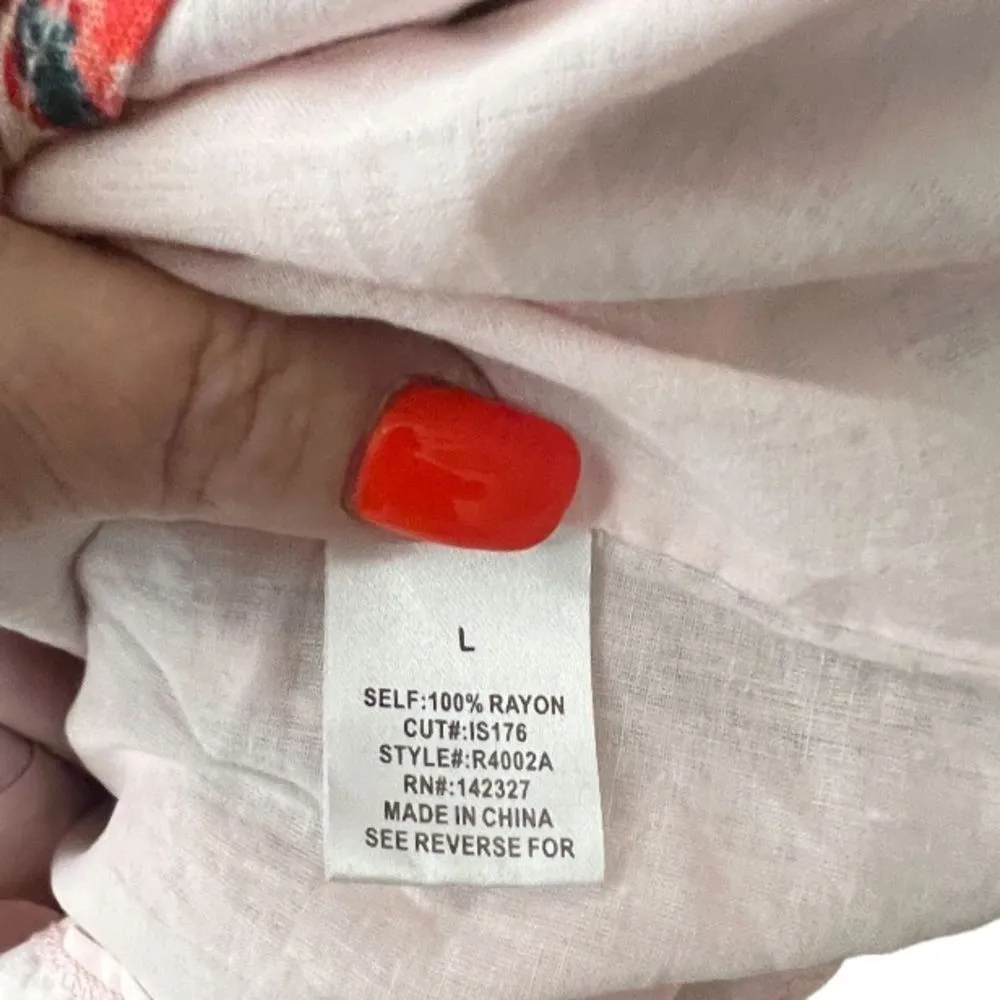 L
SELF:100% RAYON
CUT#:IS176
STYLE#:R4002A
RN#:142327
MADE IN CHINA
SEE REVERSE FOR